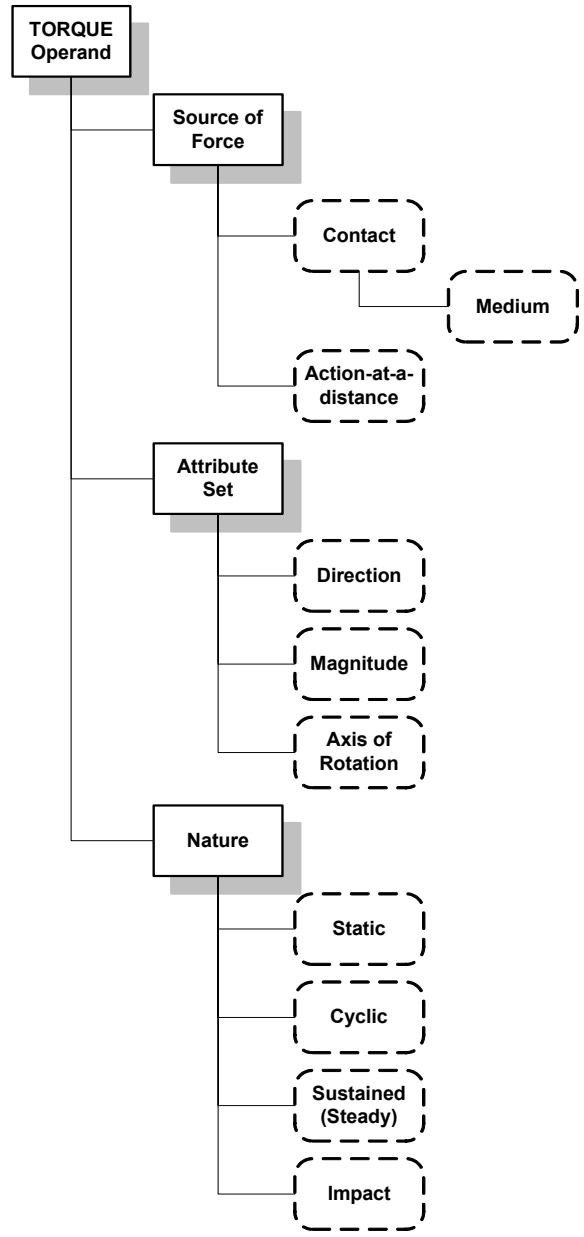 TORQUE
Operand
Source of
Force
Contact
Medium
Action-at-a-
distance
Attribute
Set
Direction
Magnitude
Axis of
Rotation
Nature
Static
Cyclic
Sustained
(Steady)
Impact